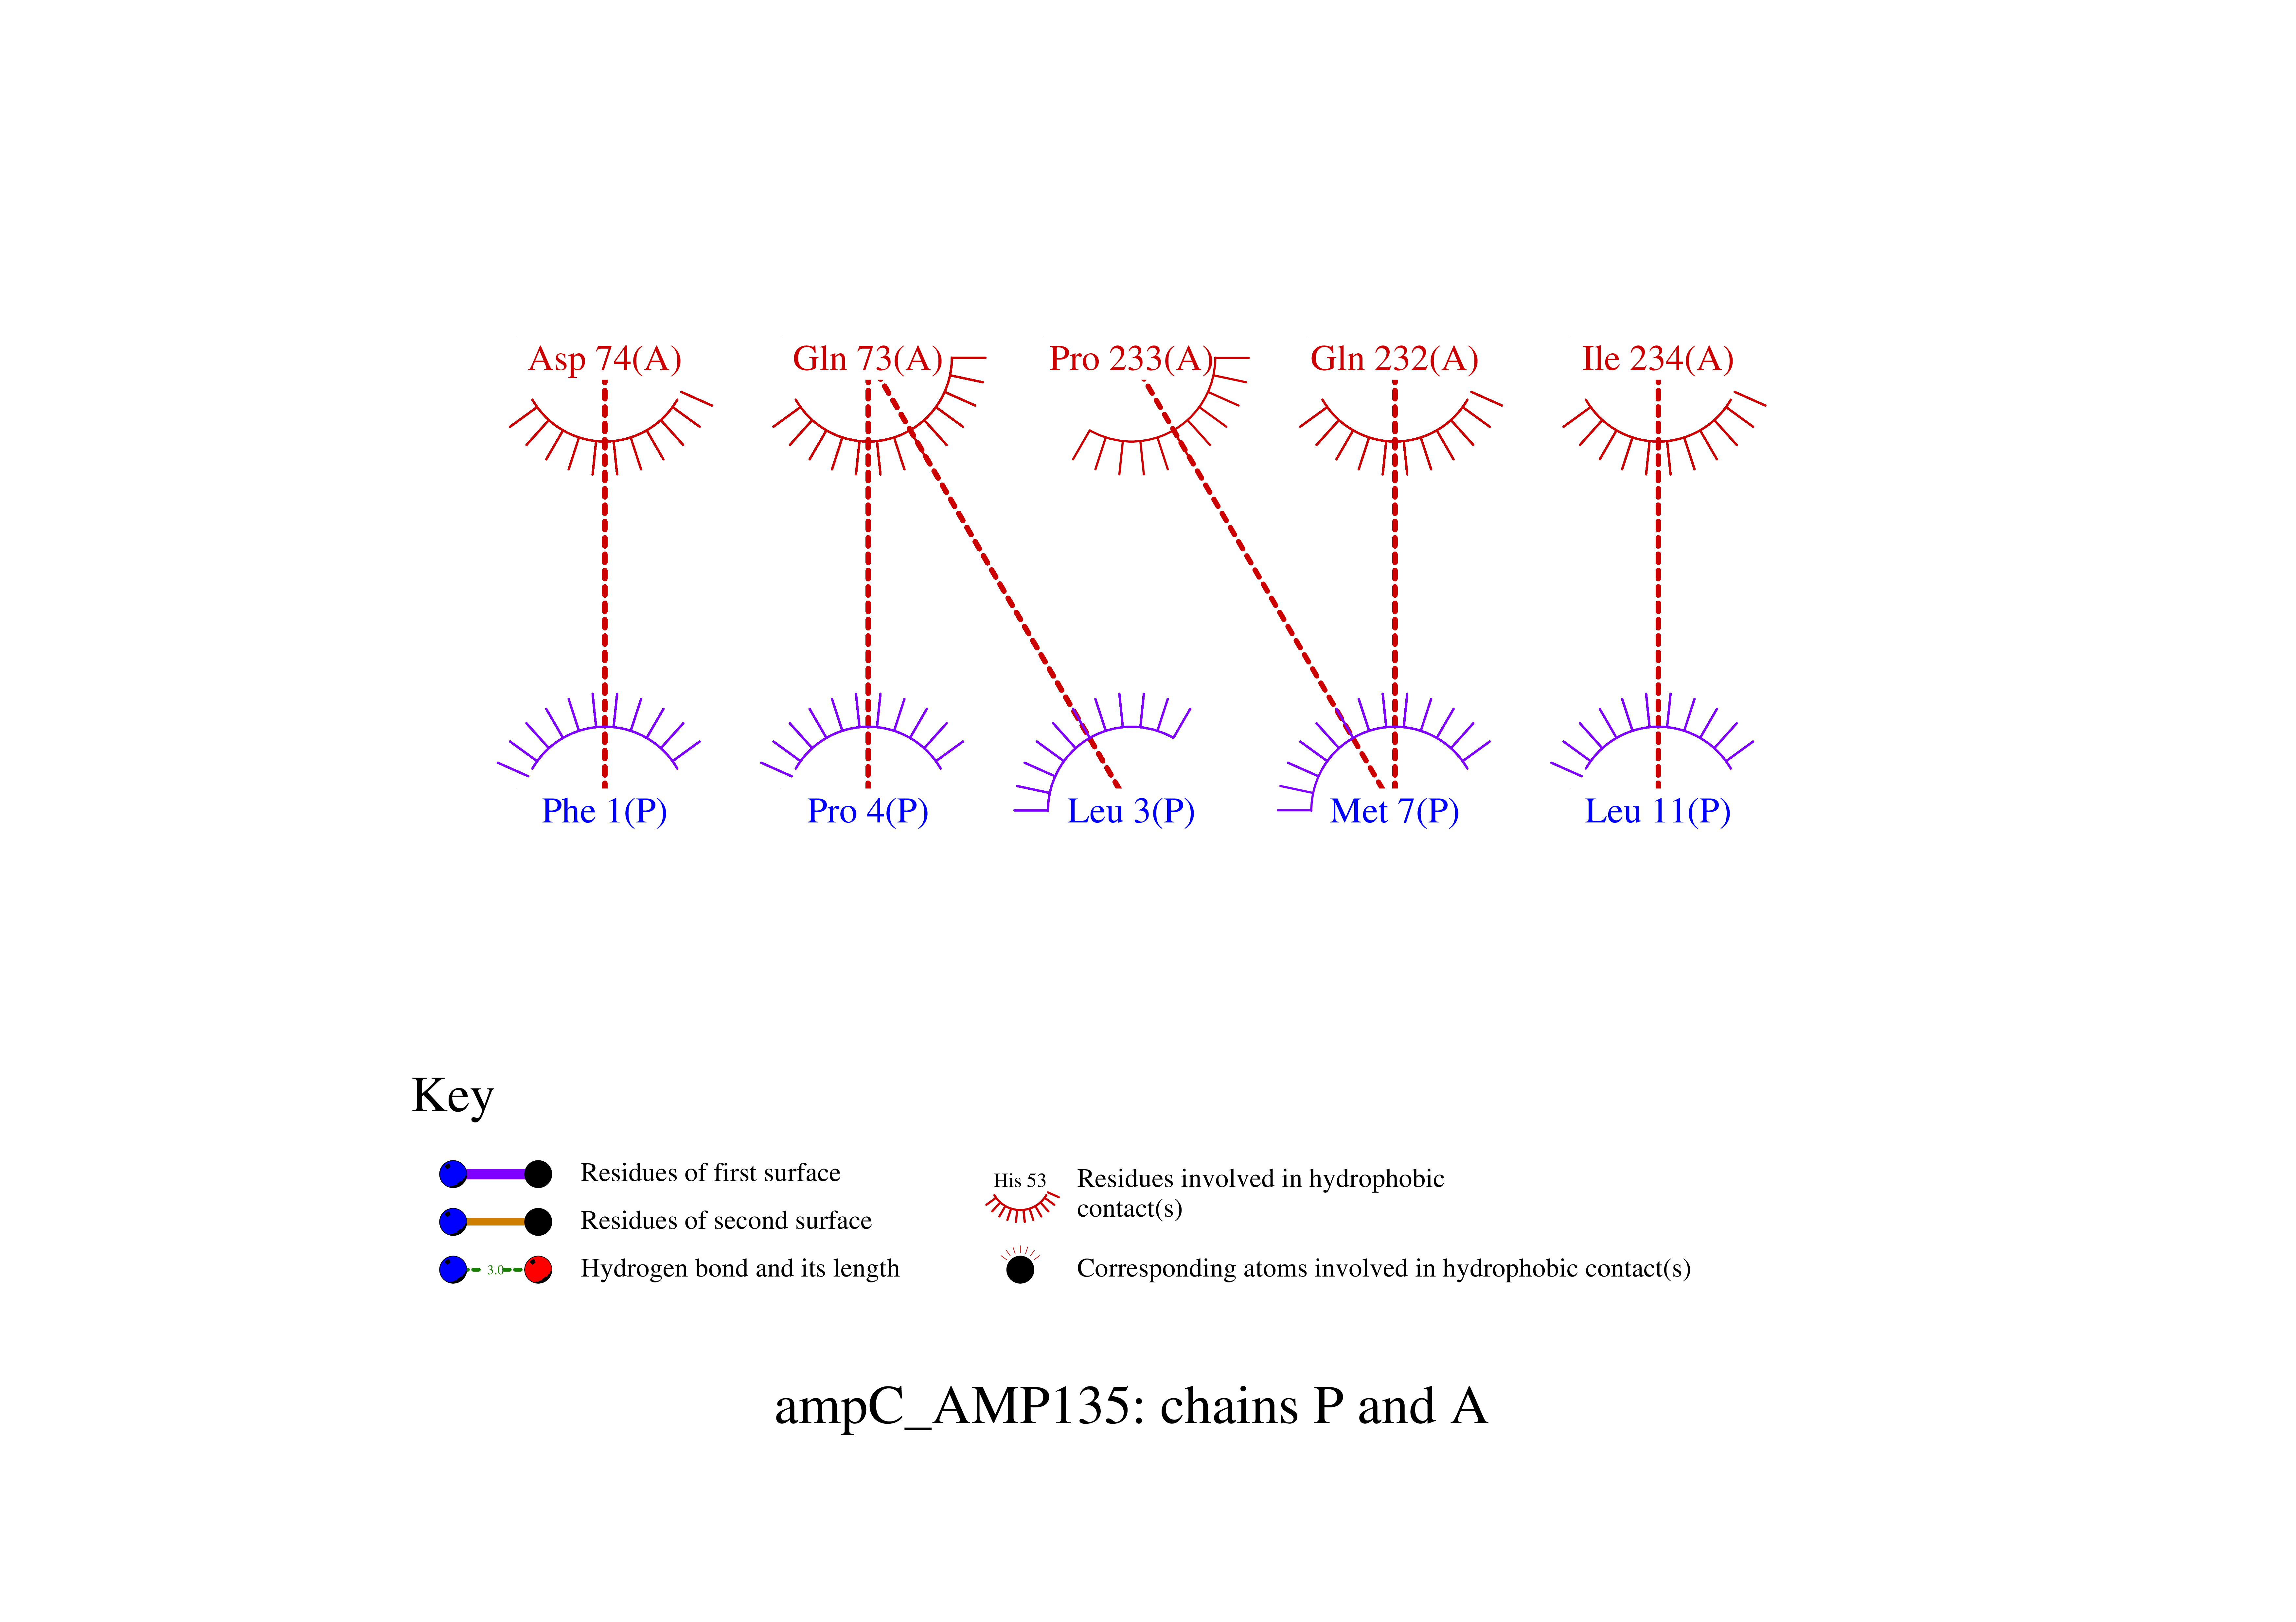 Asp 74(A) Gln 73(A) Pro 233(A) Gln 232(A) Ile 234(A)
Phe 1(P) Pro 4(P) Leu 3(P) Met 7(P) Leu 11(P)
Key
Residues of first surface
Residues of second surface
3.0 Hydrogen bond and its length
His 53 Residues involved in hydrophobic
contact(s)
Corresponding atoms involved in hydrophobic contact(s)
ampC_AMP135: chains P and A